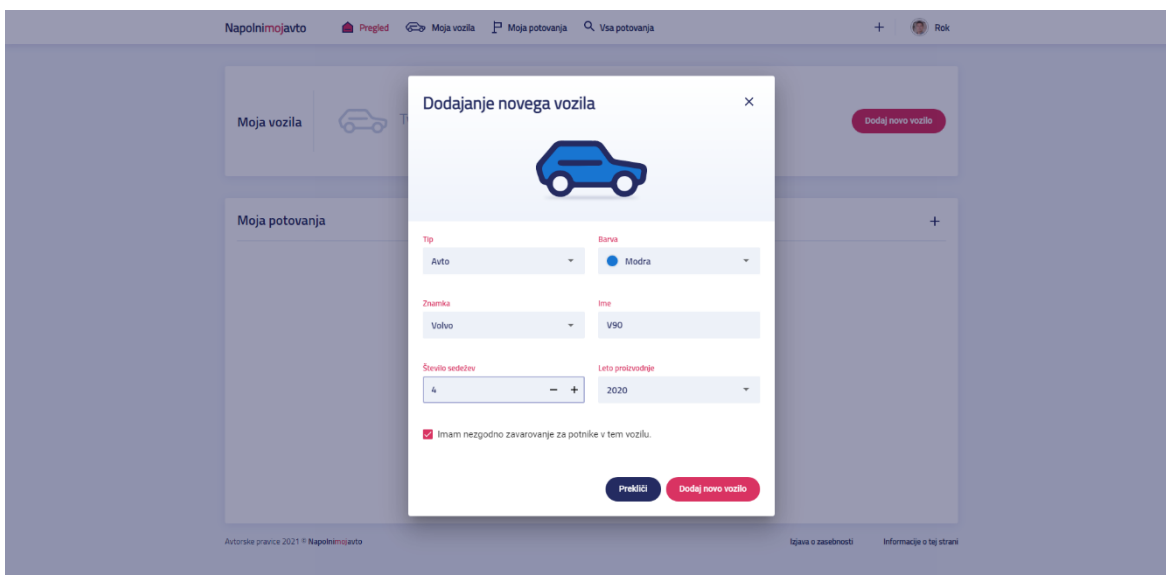 Napolnimojavto Pregled Moja vozila Moja potovanja Vsa potovanja + Rok
Dodajanje novega vozila ×
Moja vozila
Dodaj novo vozilo
Moja potovanja +
Tip Barva
Avto Modra
Znamka Ime
Volvo V90
Število sedežev Leto proizvodnje
4 − + 2020
Imam nezgodno zavarovanje za potnike v tem vozilu.
Prekliči Dodaj novo vozilo
Avtorske pravice 2021 © Napolnimojavto Izjava o zasebnosti Informacije o tej strani